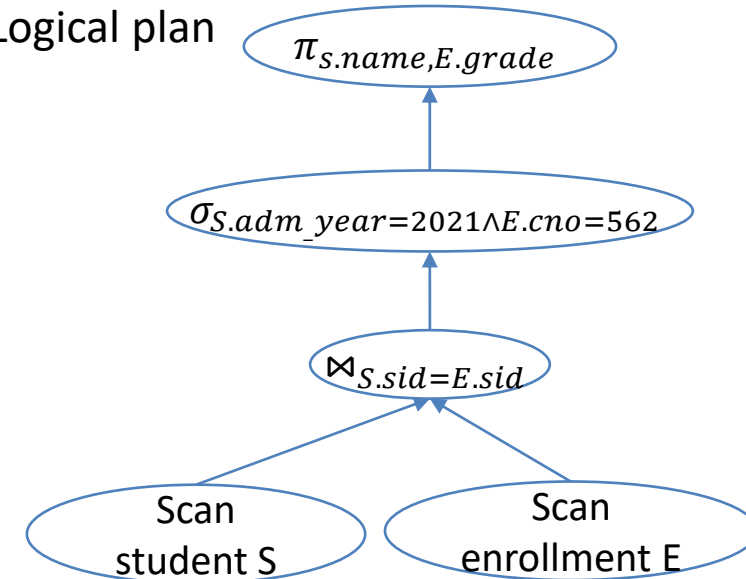 Logical plan
π_{s.name,E.grade}
σ_{S.adm_year=2021∧E.cno=562}
⋈_{S.sid=E.sid}
Scan
student S
Scan
enrollment E